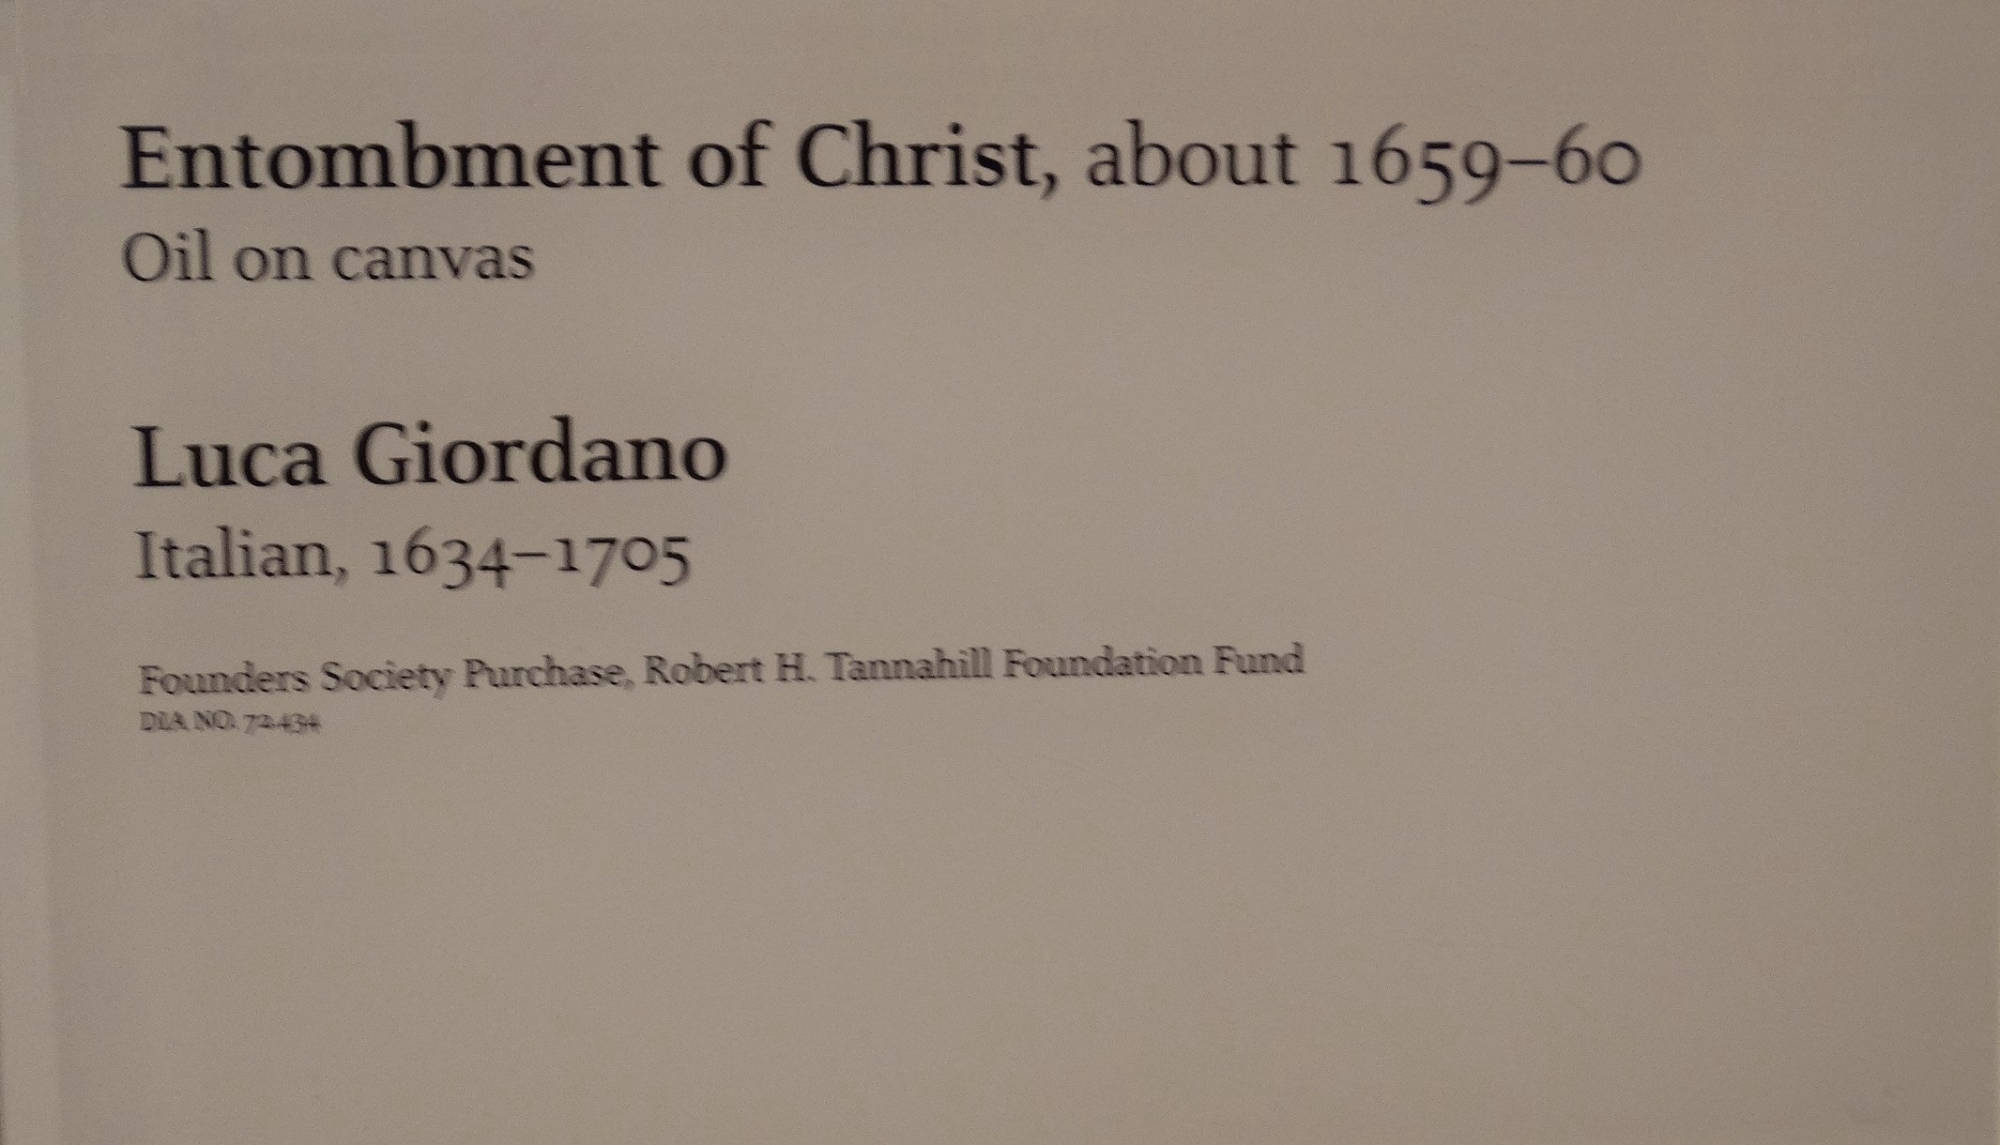 Entombment of Christ, about 1659–60
Oil on canvas
Luca Giordano
Italian, 1634–1705
Founders Society Purchase, Robert H. Tannahill Foundation Fund
DIA NO. 72.434